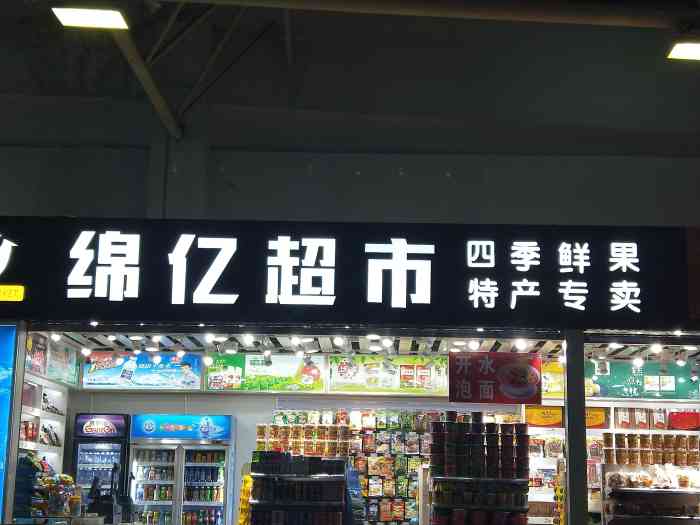 绵亿超市
四季鲜果
特产专卖
开水
泡面